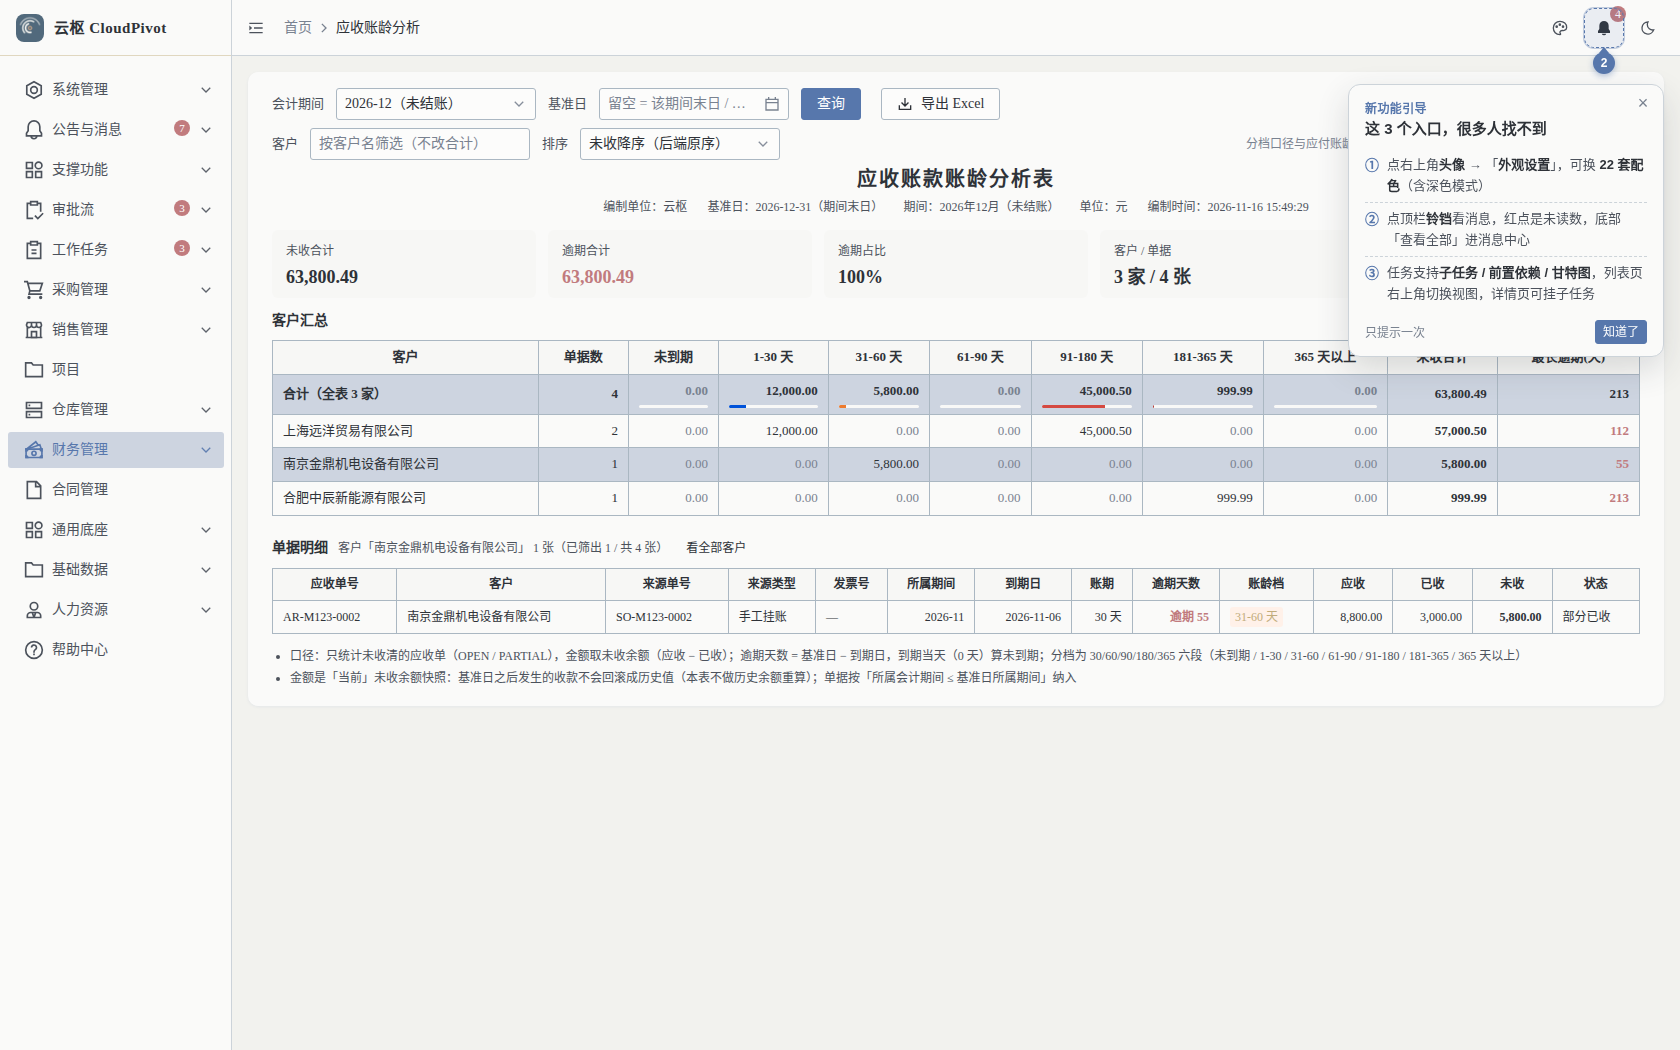 云枢 CloudPivot
首页 > 应收账龄分析
4
2
系统管理
公告与消息 7
支撑功能
审批流 3
工作任务 3
采购管理
销售管理
项目
仓库管理
财务管理
合同管理
通用底座
基础数据
人力资源
帮助中心
会计期间 2026-12（未结账） 基准日 留空 = 该期间末日 / … 查询 导出 Excel
客户 按客户名筛选（不改合计） 排序 未收降序（后端原序） 分档口径与应付账龄
新功能引导
这 3 个入口，很多人找不到
① 点右上角头像 → 「外观设置」，可换 22 套配
色（含深色模式）
② 点顶栏铃铛看消息，红点是未读数，底部
「查看全部」进消息中心
③ 任务支持子任务 / 前置依赖 / 甘特图，列表页
右上角切换视图，详情页可挂子任务
只提示一次 知道了
应收账款账龄分析表
编制单位：云枢 基准日：2026-12-31（期间末日） 期间：2026年12月（未结账） 单位：元 编制时间：2026-11-16 15:49:29
未收合计 逾期合计 逾期占比 客户 / 单据
63,800.49 63,800.49 100% 3 家 / 4 张
客户汇总
客户 单据数 未到期 1-30 天 31-60 天 61-90 天 91-180 天 181-365 天 365 天以上 未收合计 最长逾期(天)
合计（全表 3 家） 4 0.00 12,000.00 5,800.00 0.00 45,000.50 999.99 0.00 63,800.49 213
上海远洋贸易有限公司 2 0.00 12,000.00 0.00 0.00 45,000.50 0.00 0.00 57,000.50 112
南京金鼎机电设备有限公司 1 0.00 0.00 5,800.00 0.00 0.00 0.00 0.00 5,800.00 55
合肥中辰新能源有限公司 1 0.00 0.00 0.00 0.00 0.00 999.99 0.00 999.99 213
单据明细 客户「南京金鼎机电设备有限公司」 1 张（已筛出 1 / 共 4 张） 看全部客户
应收单号 客户 来源单号 来源类型 发票号 所属期间 到期日 账期 逾期天数 账龄档 应收 已收 未收 状态
AR-M123-0002 南京金鼎机电设备有限公司 SO-M123-0002 手工挂账 — 2026-11 2026-11-06 30 天 逾期 55 31-60 天 8,800.00 3,000.00 5,800.00 部分已收
• 口径：只统计未收清的应收单（OPEN / PARTIAL），金额取未收余额（应收 − 已收）；逾期天数 = 基准日 − 到期日，到期当天（0 天）算未到期；分档为 30/60/90/180/365 六段（未到期 / 1-30 / 31-60 / 61-90 / 91-180 / 181-365 / 365 天以上）
• 金额是「当前」未收余额快照：基准日之后发生的收款不会回滚成历史值（本表不做历史余额重算）；单据按「所属会计期间 ≤ 基准日所属期间」纳入